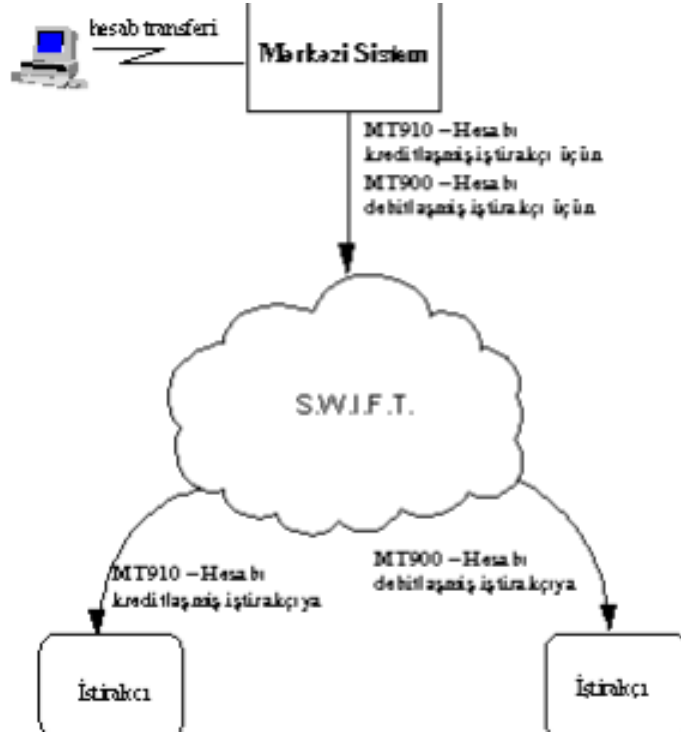 hesab transferi
Mərkəzi Sistem
MT910 – Hesabı
kreditləşmiş iştirakçı üçün
MT900 – Hesabı
debitləşmiş iştirakçı üçün
S.W.I.F.T.
MT910 – Hesabı
kreditləşmiş iştirakçıya
MT900 – Hesabı
debitləşmiş iştirakçıya
İştirakçı
İştirakçı